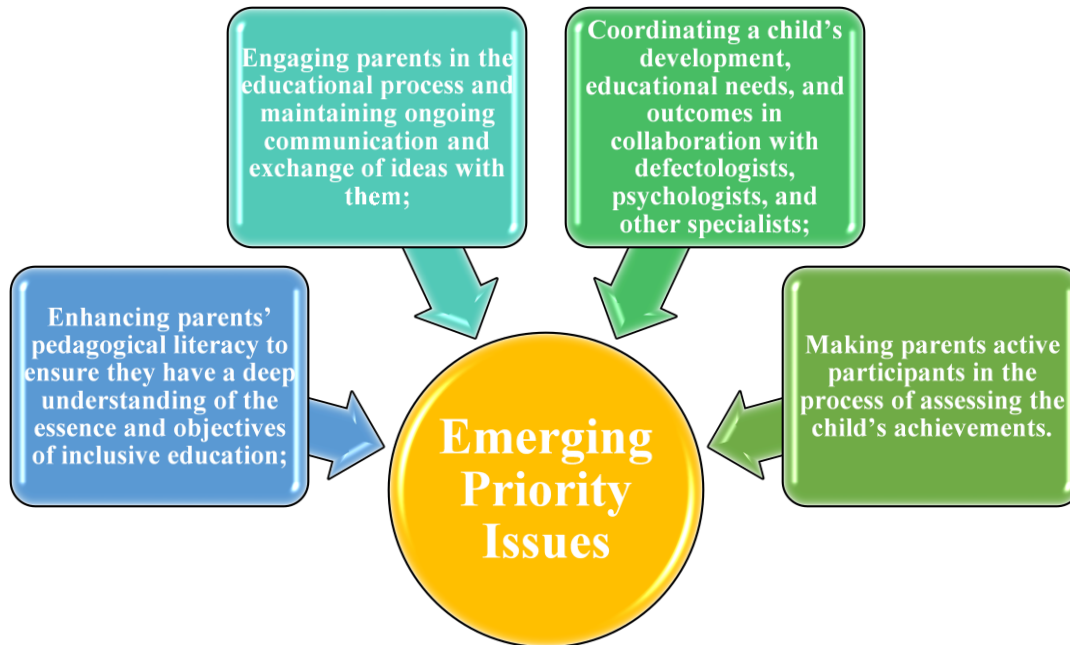 Enhancing parents’
pedagogical literacy to
ensure they have a deep
understanding of the
essence and objectives
of inclusive education;
Engaging parents in the
educational process and
maintaining ongoing
communication and
exchange of ideas with
them;
Coordinating a child’s
development,
educational needs, and
outcomes in
collaboration with
defectologists,
psychologists, and
other specialists;
Making parents active
participants in the
process of assessing the
child’s achievements.
Emerging
Priority
Issues